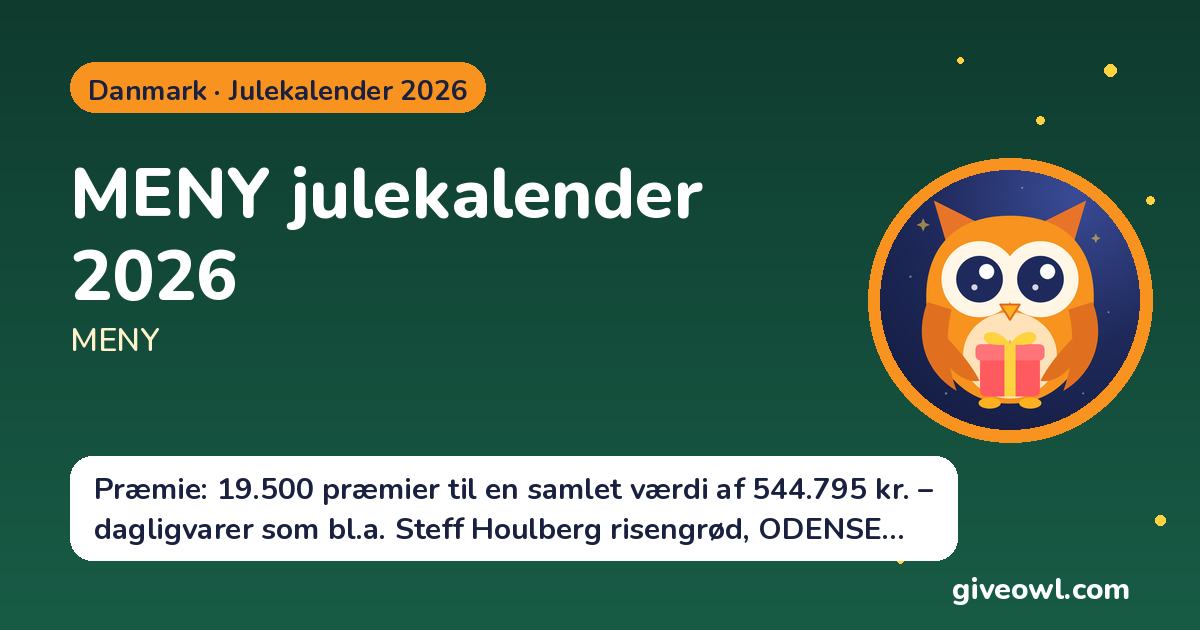 Danmark · Julekalender 2026
MENY julekalender
2026
MENY
Præmie: 19.500 præmier til en samlet værdi af 544.795 kr. –
dagligvarer som bl.a. Steff Houlberg risengrød, ODENSE...
giveowl.com